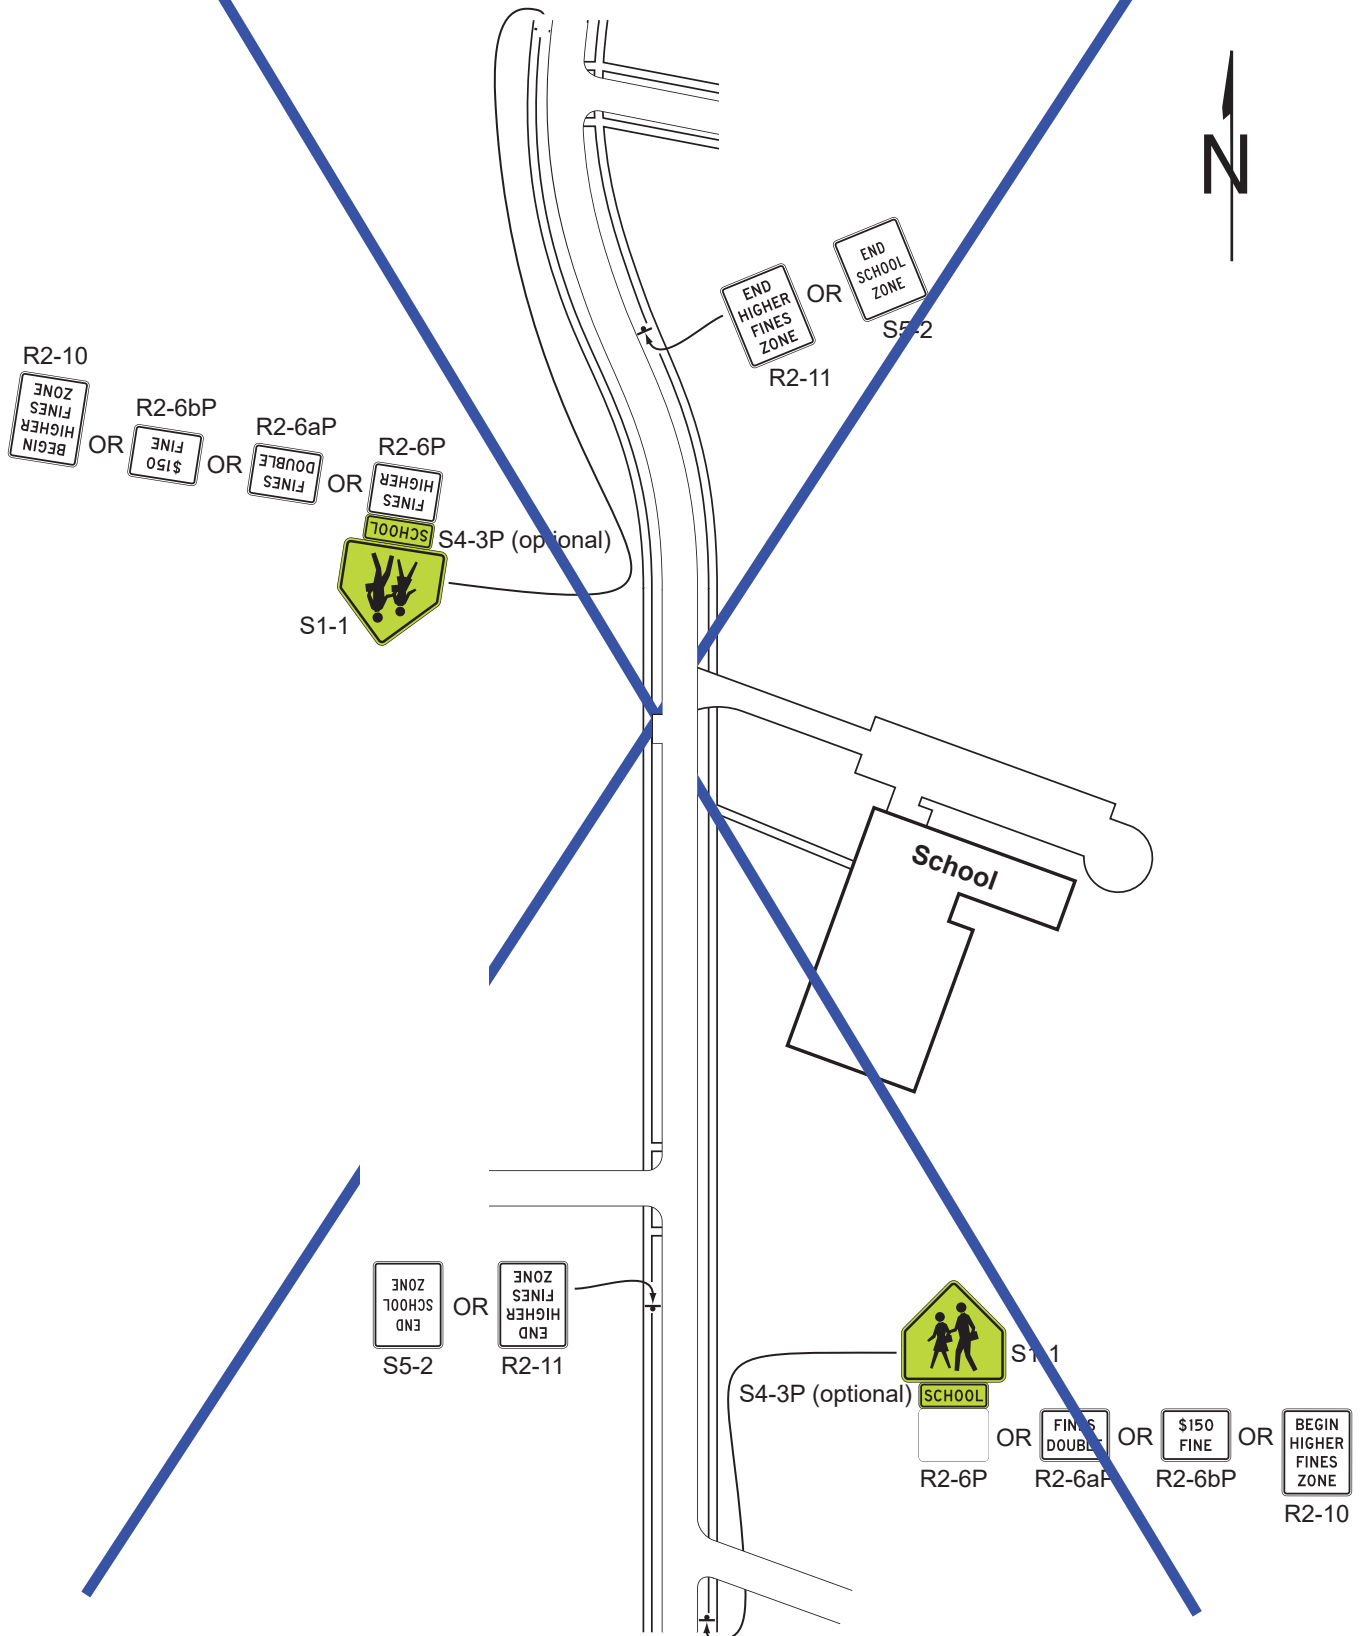 N
END
SCHOOL
ZONE
S5-2
END
HIGHER
FINES
ZONE
OR
R2-11
R2-10
BEGIN
HIGHER
FINES
ZONE
OR
R2-6bP
$150
FINE
OR
R2-6aP
FINES
DOUBLE
OR
R2-6P
FINES
HIGHER
SCHOOL
S4-3P (optional)
S1-1
School
END
SCHOOL
ZONE
S5-2
OR
END
HIGHER
FINES
ZONE
R2-11
S1-1
S4-3P (optional)
SCHOOL
R2-6P
OR
FINES
DOUBLE
R2-6aP
OR
$150
FINE
R2-6bP
OR
BEGIN
HIGHER
FINES
ZONE
R2-10